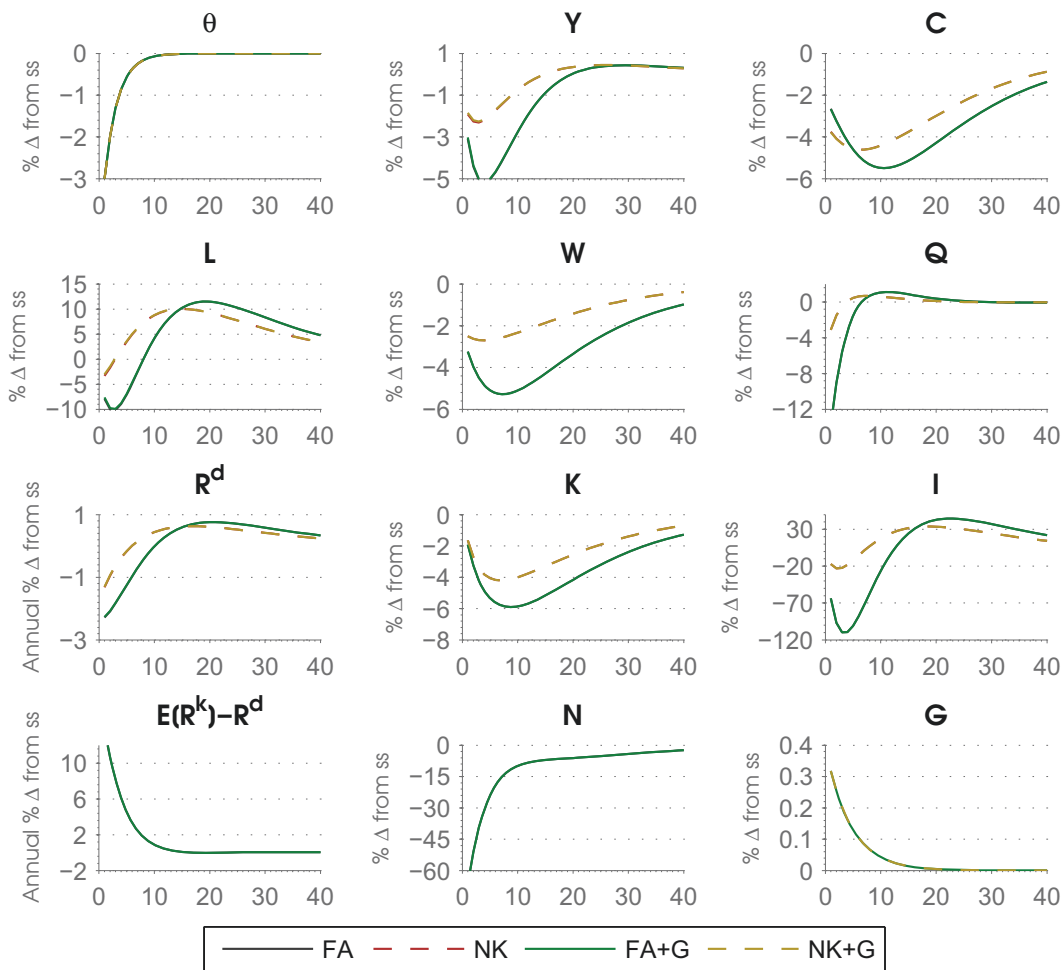 θ
Y
C
% Δ from ss
0
−1
−2
−3
0 10 20 30 40
% Δ from ss
1
−1
−3
−5
0 10 20 30 40
% Δ from ss
0
−2
−4
−6
0 10 20 30 40
L
W
Q
% Δ from ss
15
10
5
0
−5
−10
0 10 20 30 40
% Δ from ss
0
−2
−4
−6
0 10 20 30 40
% Δ from ss
0
−4
−8
−12
0 10 20 30 40
R^d
K
I
Annual % Δ from ss
1
−1
−3
0 10 20 30 40
% Δ from ss
0
−2
−4
−6
−8
0 10 20 30 40
% Δ from ss
30
−20
−70
−120
0 10 20 30 40
E(R^k)−R^d
N
G
Annual % Δ from ss
10
6
2
−2
0 10 20 30 40
% Δ from ss
0
−15
−30
−45
−60
0 10 20 30 40
% Δ from ss
0.4
0.3
0.2
0.1
0
0 10 20 30 40
FA NK FA+G NK+G